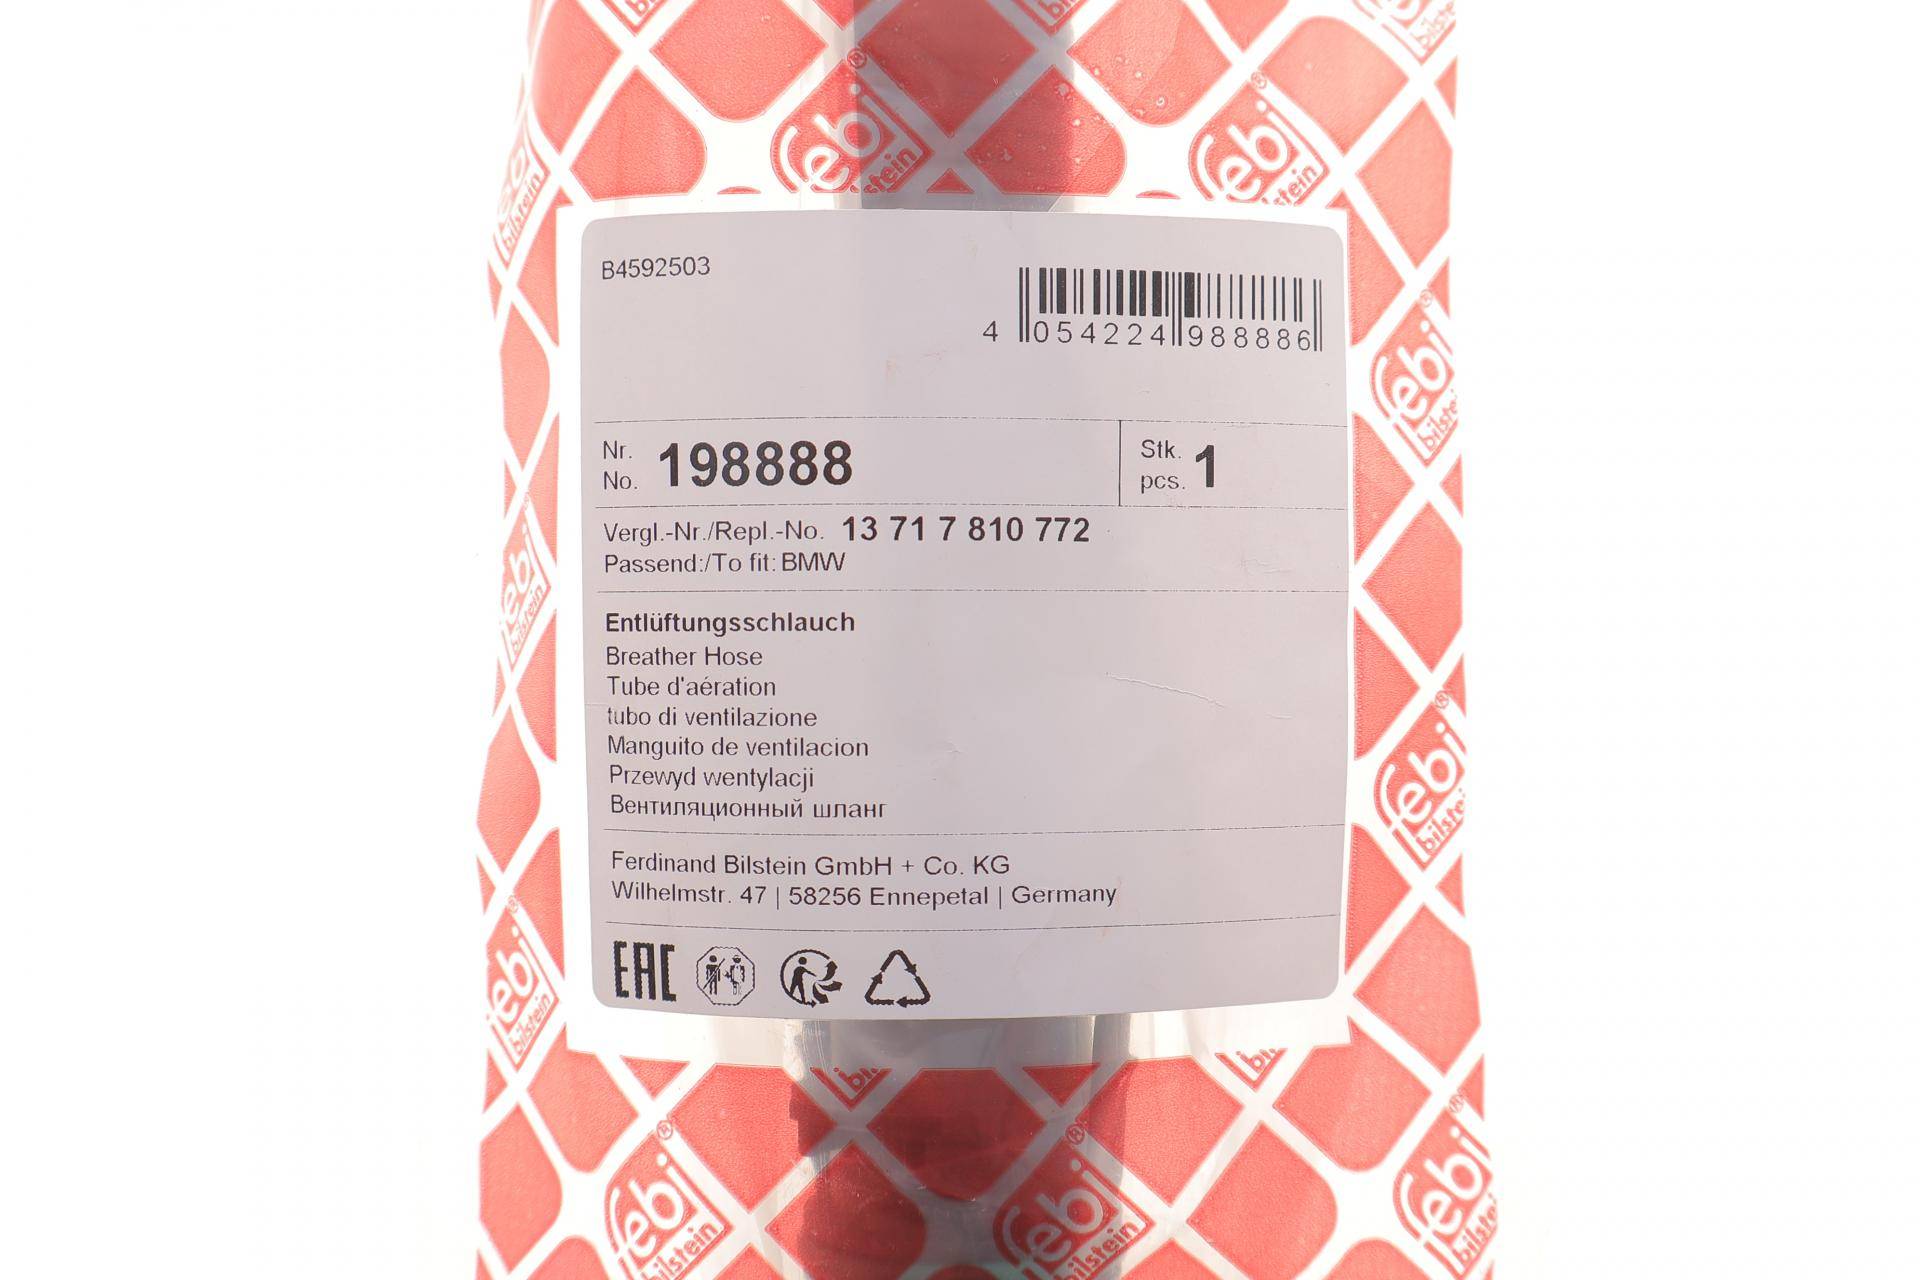 febi
bilstein
B4592503
4 054224 988886
Nr.
No. 198888
Stk.
pcs. 1
Vergl.-Nr./Repl.-No. 13 71 7 810 772
Passend:/To fit: BMW
Entlüftungsschlauch
Breather Hose
Tube d'aération
tubo di ventilazione
Manguito de ventilacion
Przewyd wentylacji
Вентиляционный шланг
Ferdinand Bilstein GmbH + Co. KG
Wilhelmstr. 47 | 58256 Ennepetal | Germany
EAC